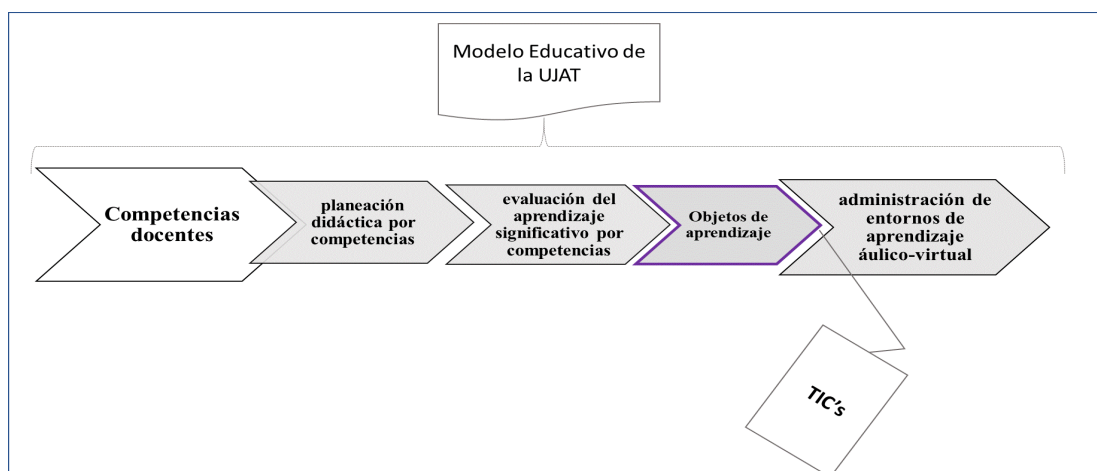 Modelo Educativo de
la UJAT
Competencias
docentes
planeación
didáctica por
competencias
evaluación del
aprendizaje
significativo por
competencias
Objetos de
aprendizaje
administración de
entornos de
aprendizaje
áulico-virtual
TIC's